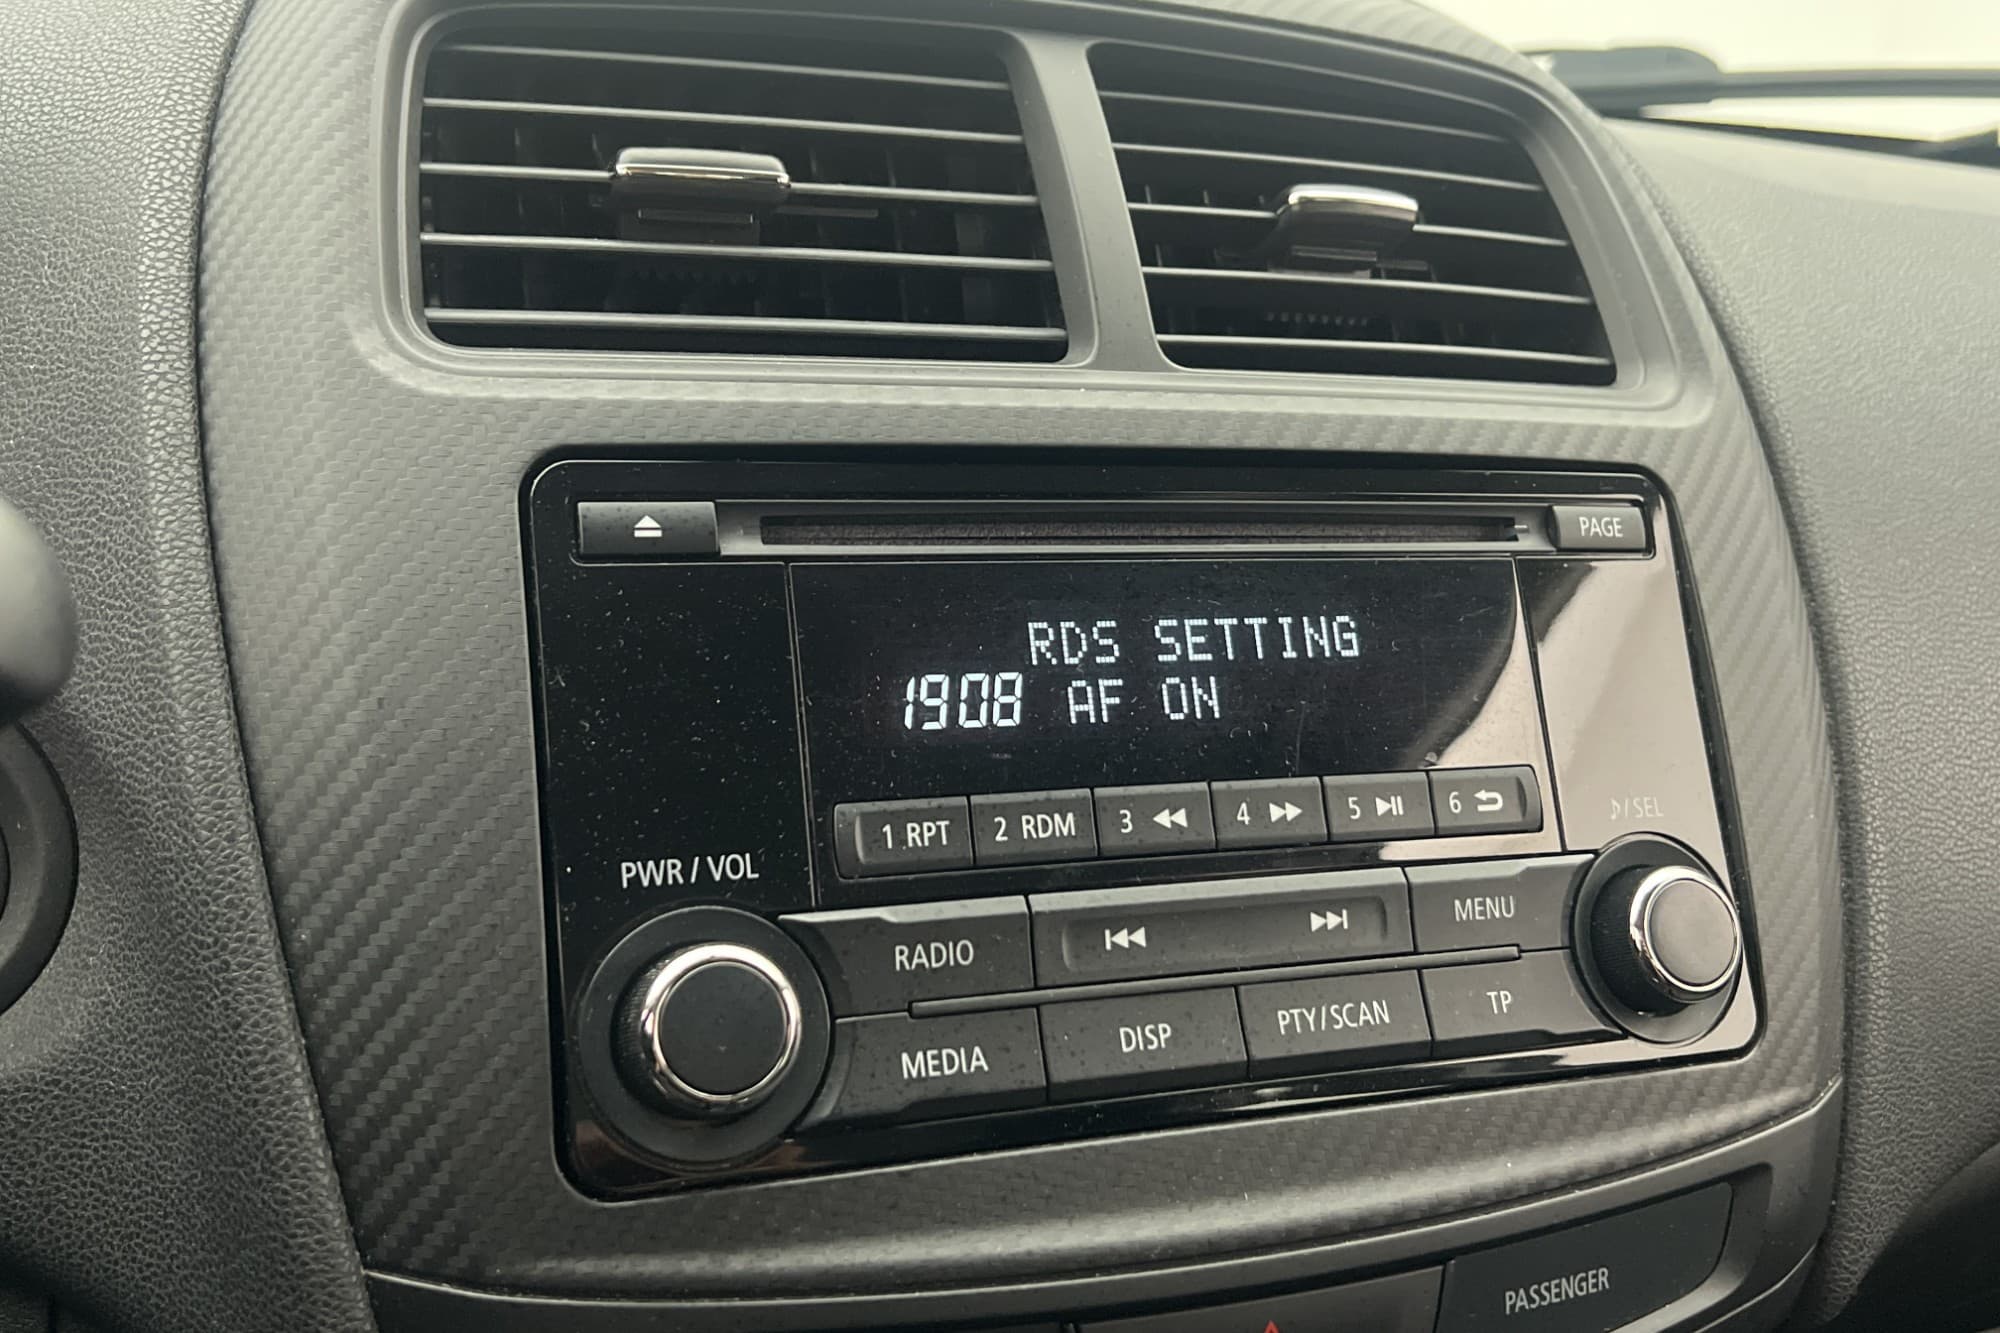 PAGE
RDS SETTING
1908 AF ON
1 RPT 2 RDM 3 4 5 6
PWR / VOL
♪/SEL
RADIO
MENU
MEDIA DISP PTY/SCAN TP
PASSENGER